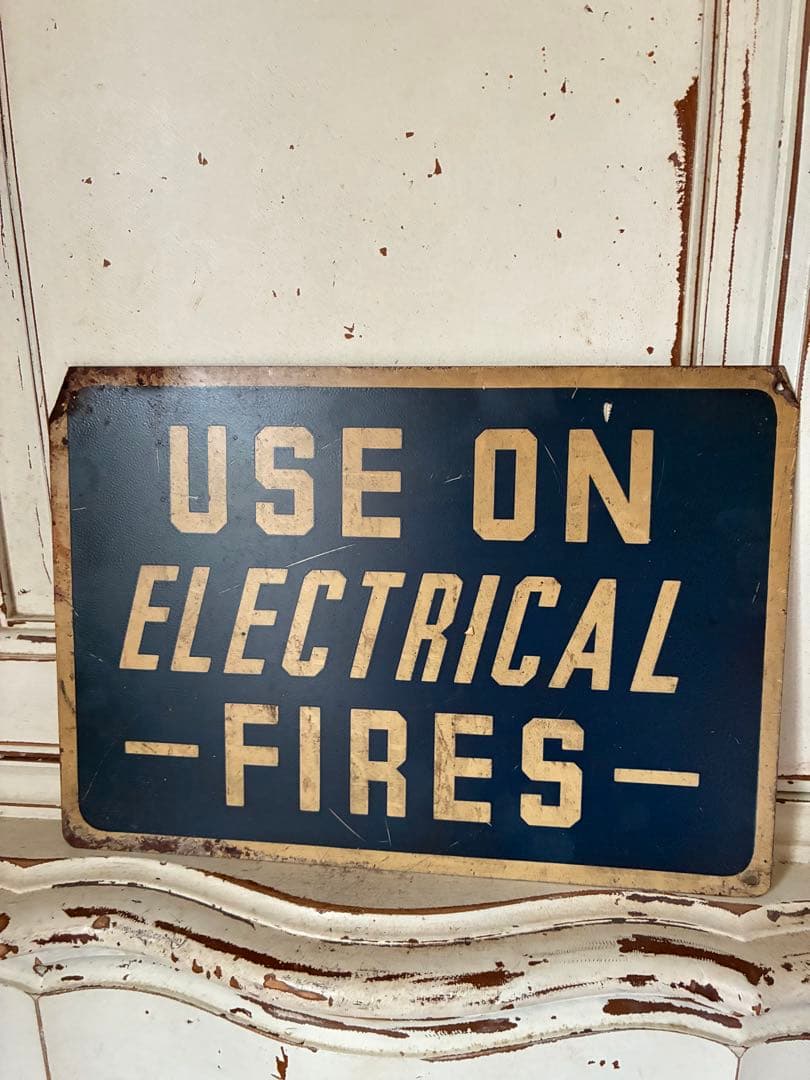 USE ON
ELECTRICAL
– FIRES –